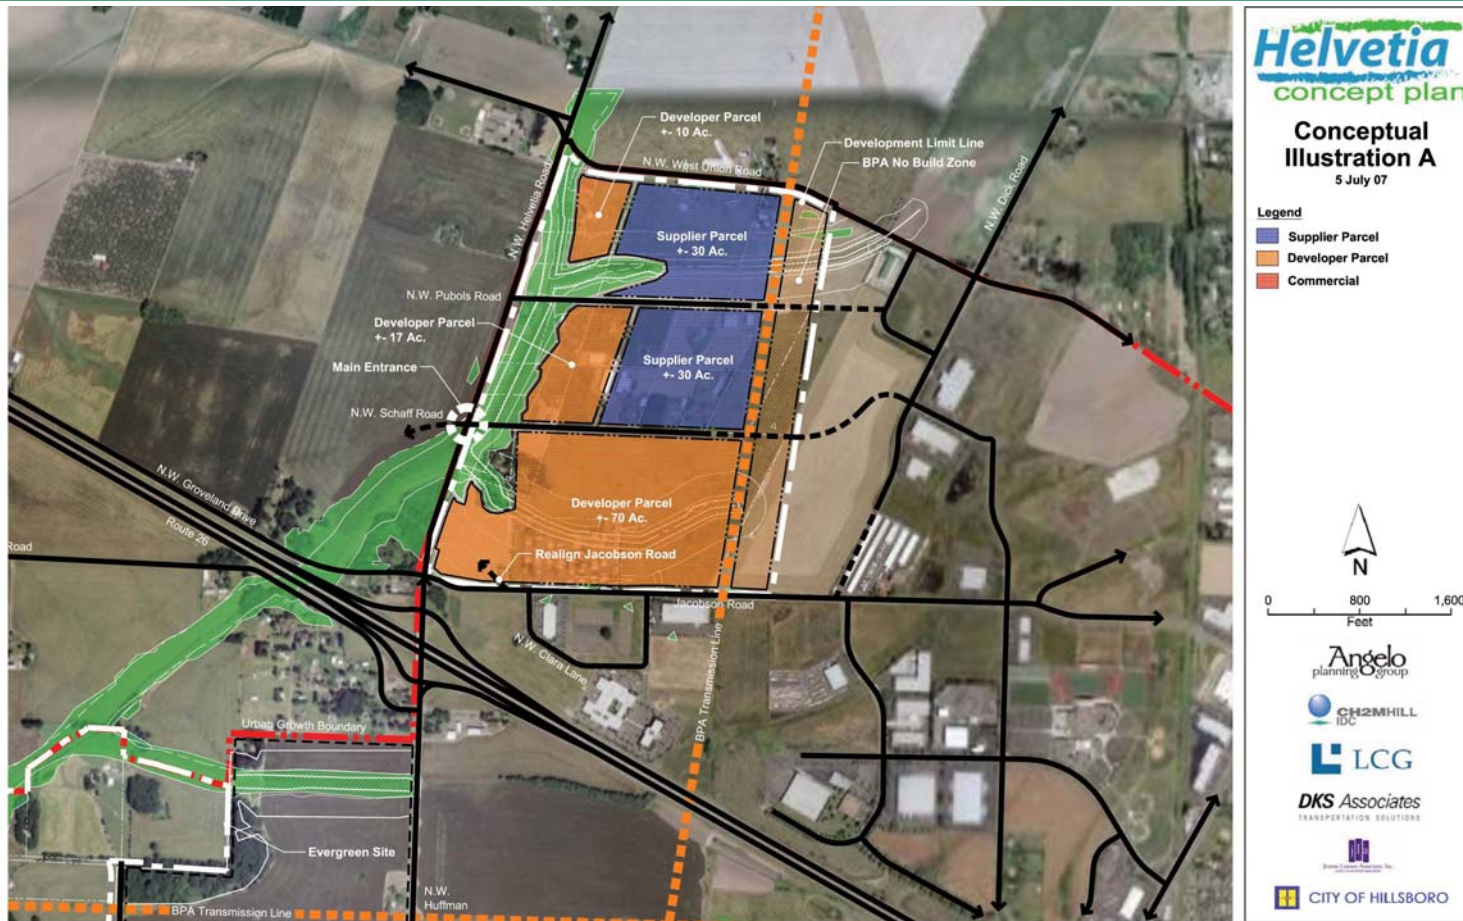 Developer Parcel
+- 10 Ac.
N.W. West Union Road
Development Limit Line
BPA No Build Zone
N.W. Dick Road
N.W. Helvetia Road
Supplier Parcel
+- 30 Ac.
N.W. Pubols Road
Developer Parcel
+- 17 Ac.
Supplier Parcel
+- 30 Ac.
Main Entrance
N.W. Schaff Road
N.W. Groveland Drive
Route 26
Road
Developer Parcel
+- 70 Ac.
Realign Jacobson Road
Jacobson Road
N.W. Clara Lane
BPA Transmission Line
Urban Growth Boundary
Evergreen Site
N.W.
Huffman
BPA Transmission Line
Helvetia
concept plan
Conceptual
Illustration A
5 July 07
Legend
Supplier Parcel
Developer Parcel
Commercial
N
0 800 1,600
Feet
Angelo
planning group
CH2MHILL
IDC
LCG
DKS Associates
TRANSPORTATION SOLUTIONS
CITY OF HILLSBORO